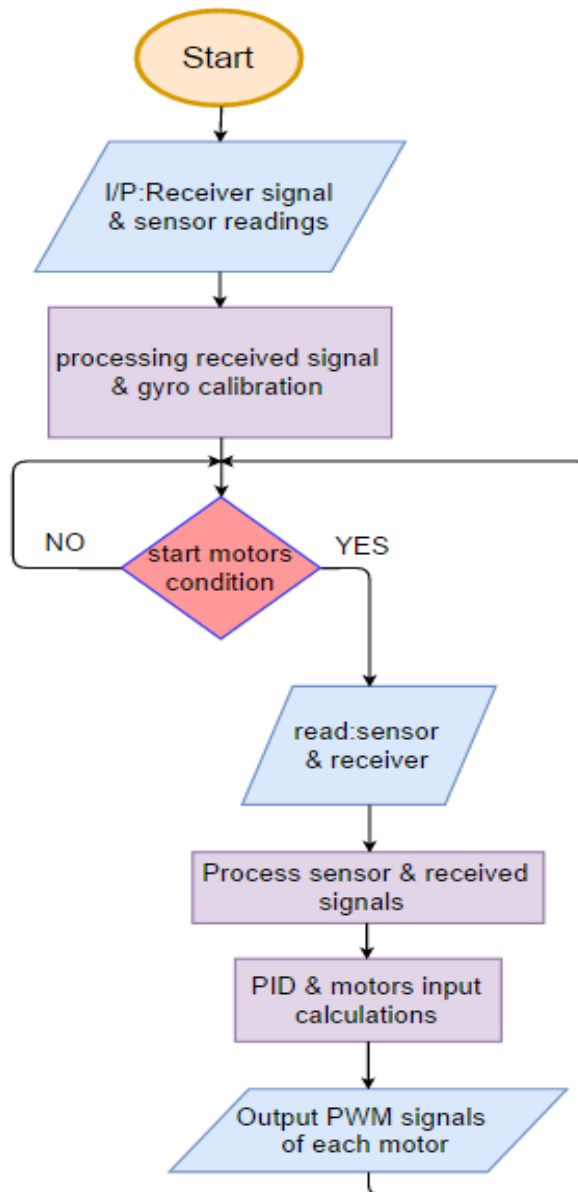 Start
I/P:Receiver signal
& sensor readings
processing received signal
& gyro calibration
NO
YES
start motors
condition
read:sensor
& receiver
Process sensor & received
signals
PID & motors input
calculations
Output PWM signals
of each motor